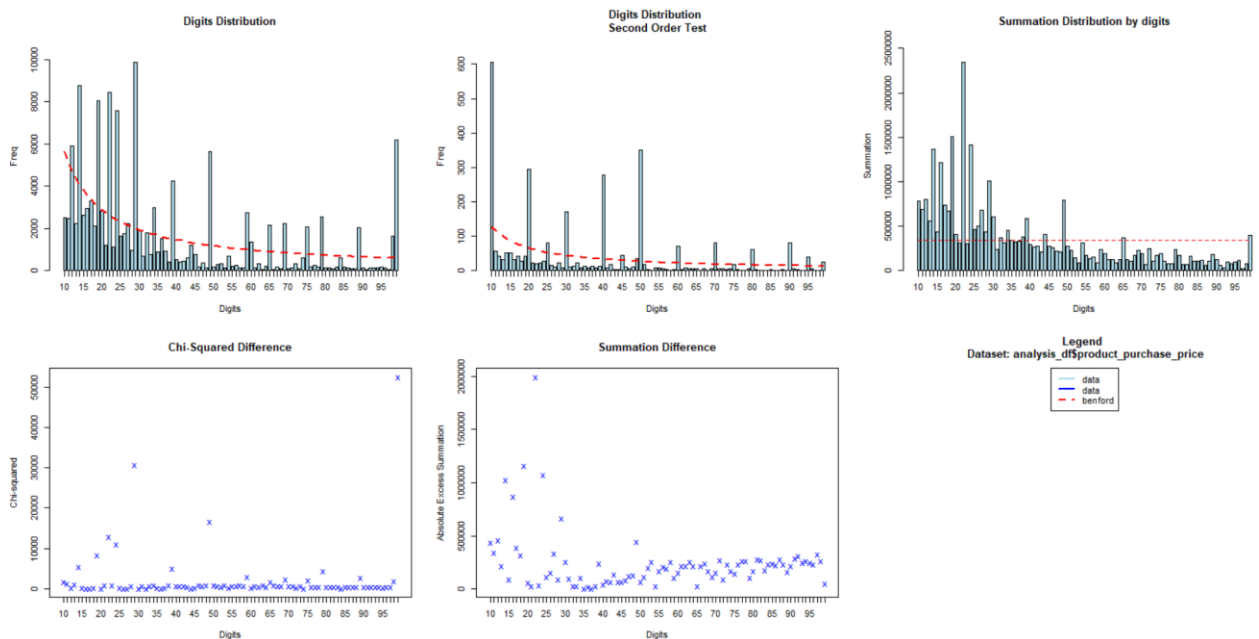 Digits Distribution
Freq
10000
8000
6000
4000
2000
0
10 15 20 25 30 35 40 45 50 55 60 65 70 75 80 85 90 95
Digits
Digits Distribution
Second Order Test
Freq
600
500
400
300
200
100
0
10 15 20 25 30 35 40 45 50 55 60 65 70 75 80 85 90 95
Digits
Summation Distribution by digits
Summation
2500000
2000000
1500000
1000000
500000
0
10 15 20 25 30 35 40 45 50 55 60 65 70 75 80 85 90 95
Digits
Chi-Squared Difference
Chi-squared
50000
40000
30000
20000
10000
0
10 15 20 25 30 35 40 45 50 55 60 65 70 75 80 85 90 95
Digits
Summation Difference
Absolute Excess Summation
2000000
1500000
1000000
500000
0
10 15 20 25 30 35 40 45 50 55 60 65 70 75 80 85 90 95
Digits
Legend
Dataset: analysis_df$product_purchase_price
data
data
benford